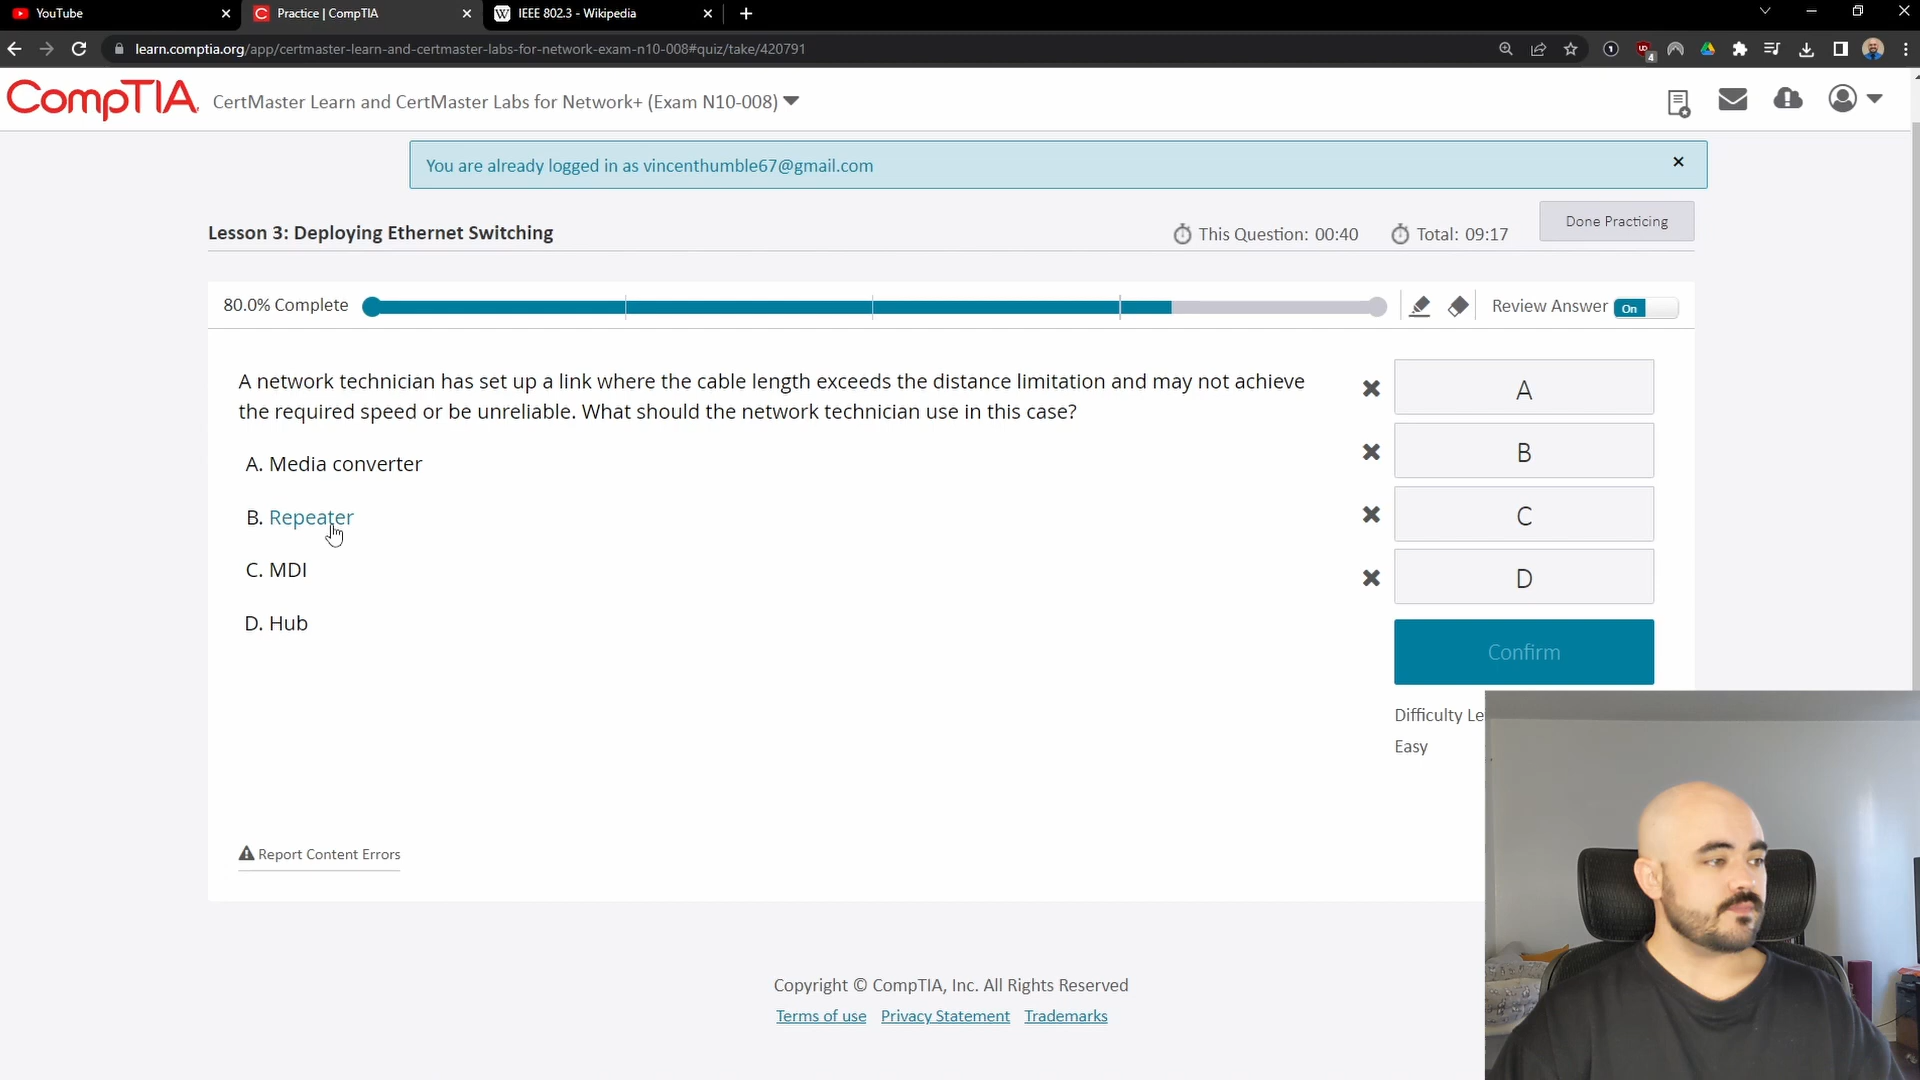 YouTube
Practice | CompTIA
IEEE 802.3 - Wikipedia
learn.comptia.org/app/certmaster-learn-and-certmaster-labs-for-network-exam-n10-008#quiz/take/420791
CompTIA. CertMaster Learn and CertMaster Labs for Network+ (Exam N10-008)
You are already logged in as vincenthumble67@gmail.com
Lesson 3: Deploying Ethernet Switching
This Question: 00:40
Total: 09:17
Done Practicing
80.0% Complete
Review Answer On
A network technician has set up a link where the cable length exceeds the distance limitation and may not achieve
the required speed or be unreliable. What should the network technician use in this case?
A. Media converter
B. Repeater
C. MDI
D. Hub
A
B
C
D
Confirm
Difficulty Le
Easy
Report Content Errors
Copyright © CompTIA, Inc. All Rights Reserved
Terms of use Privacy Statement Trademarks